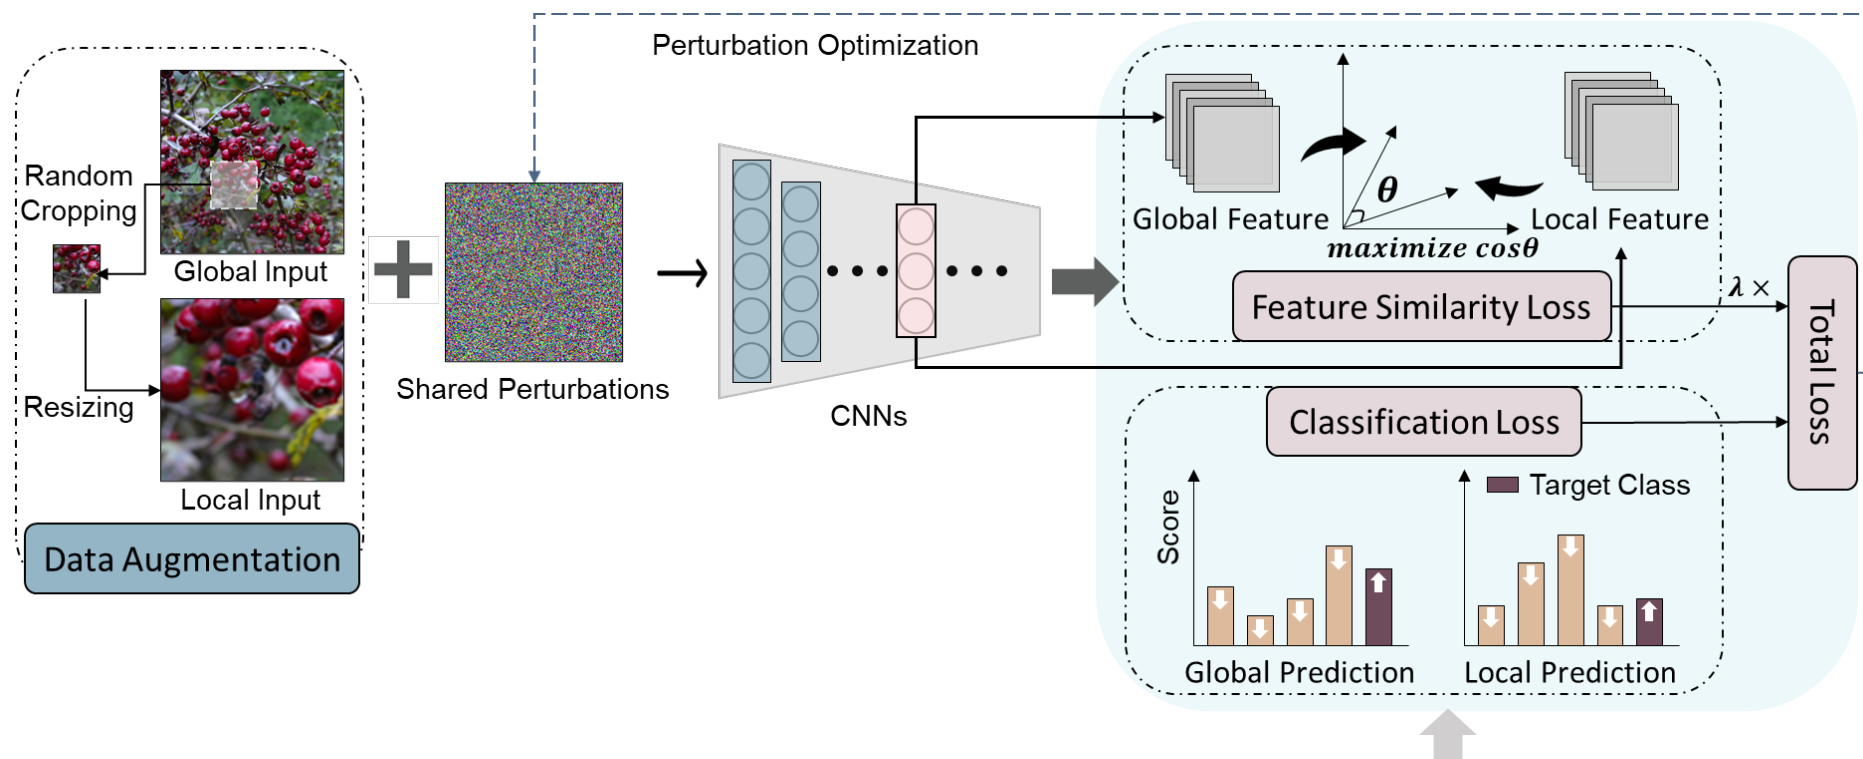 Perturbation Optimization
Random
Cropping
Global Input
Resizing
Local Input
Data Augmentation
Shared Perturbations
CNNs
Global Feature
θ
Local Feature
maximize cosθ
Feature Similarity Loss
λ ×
Total Loss
Classification Loss
Target Class
Score
Global Prediction
Local Prediction